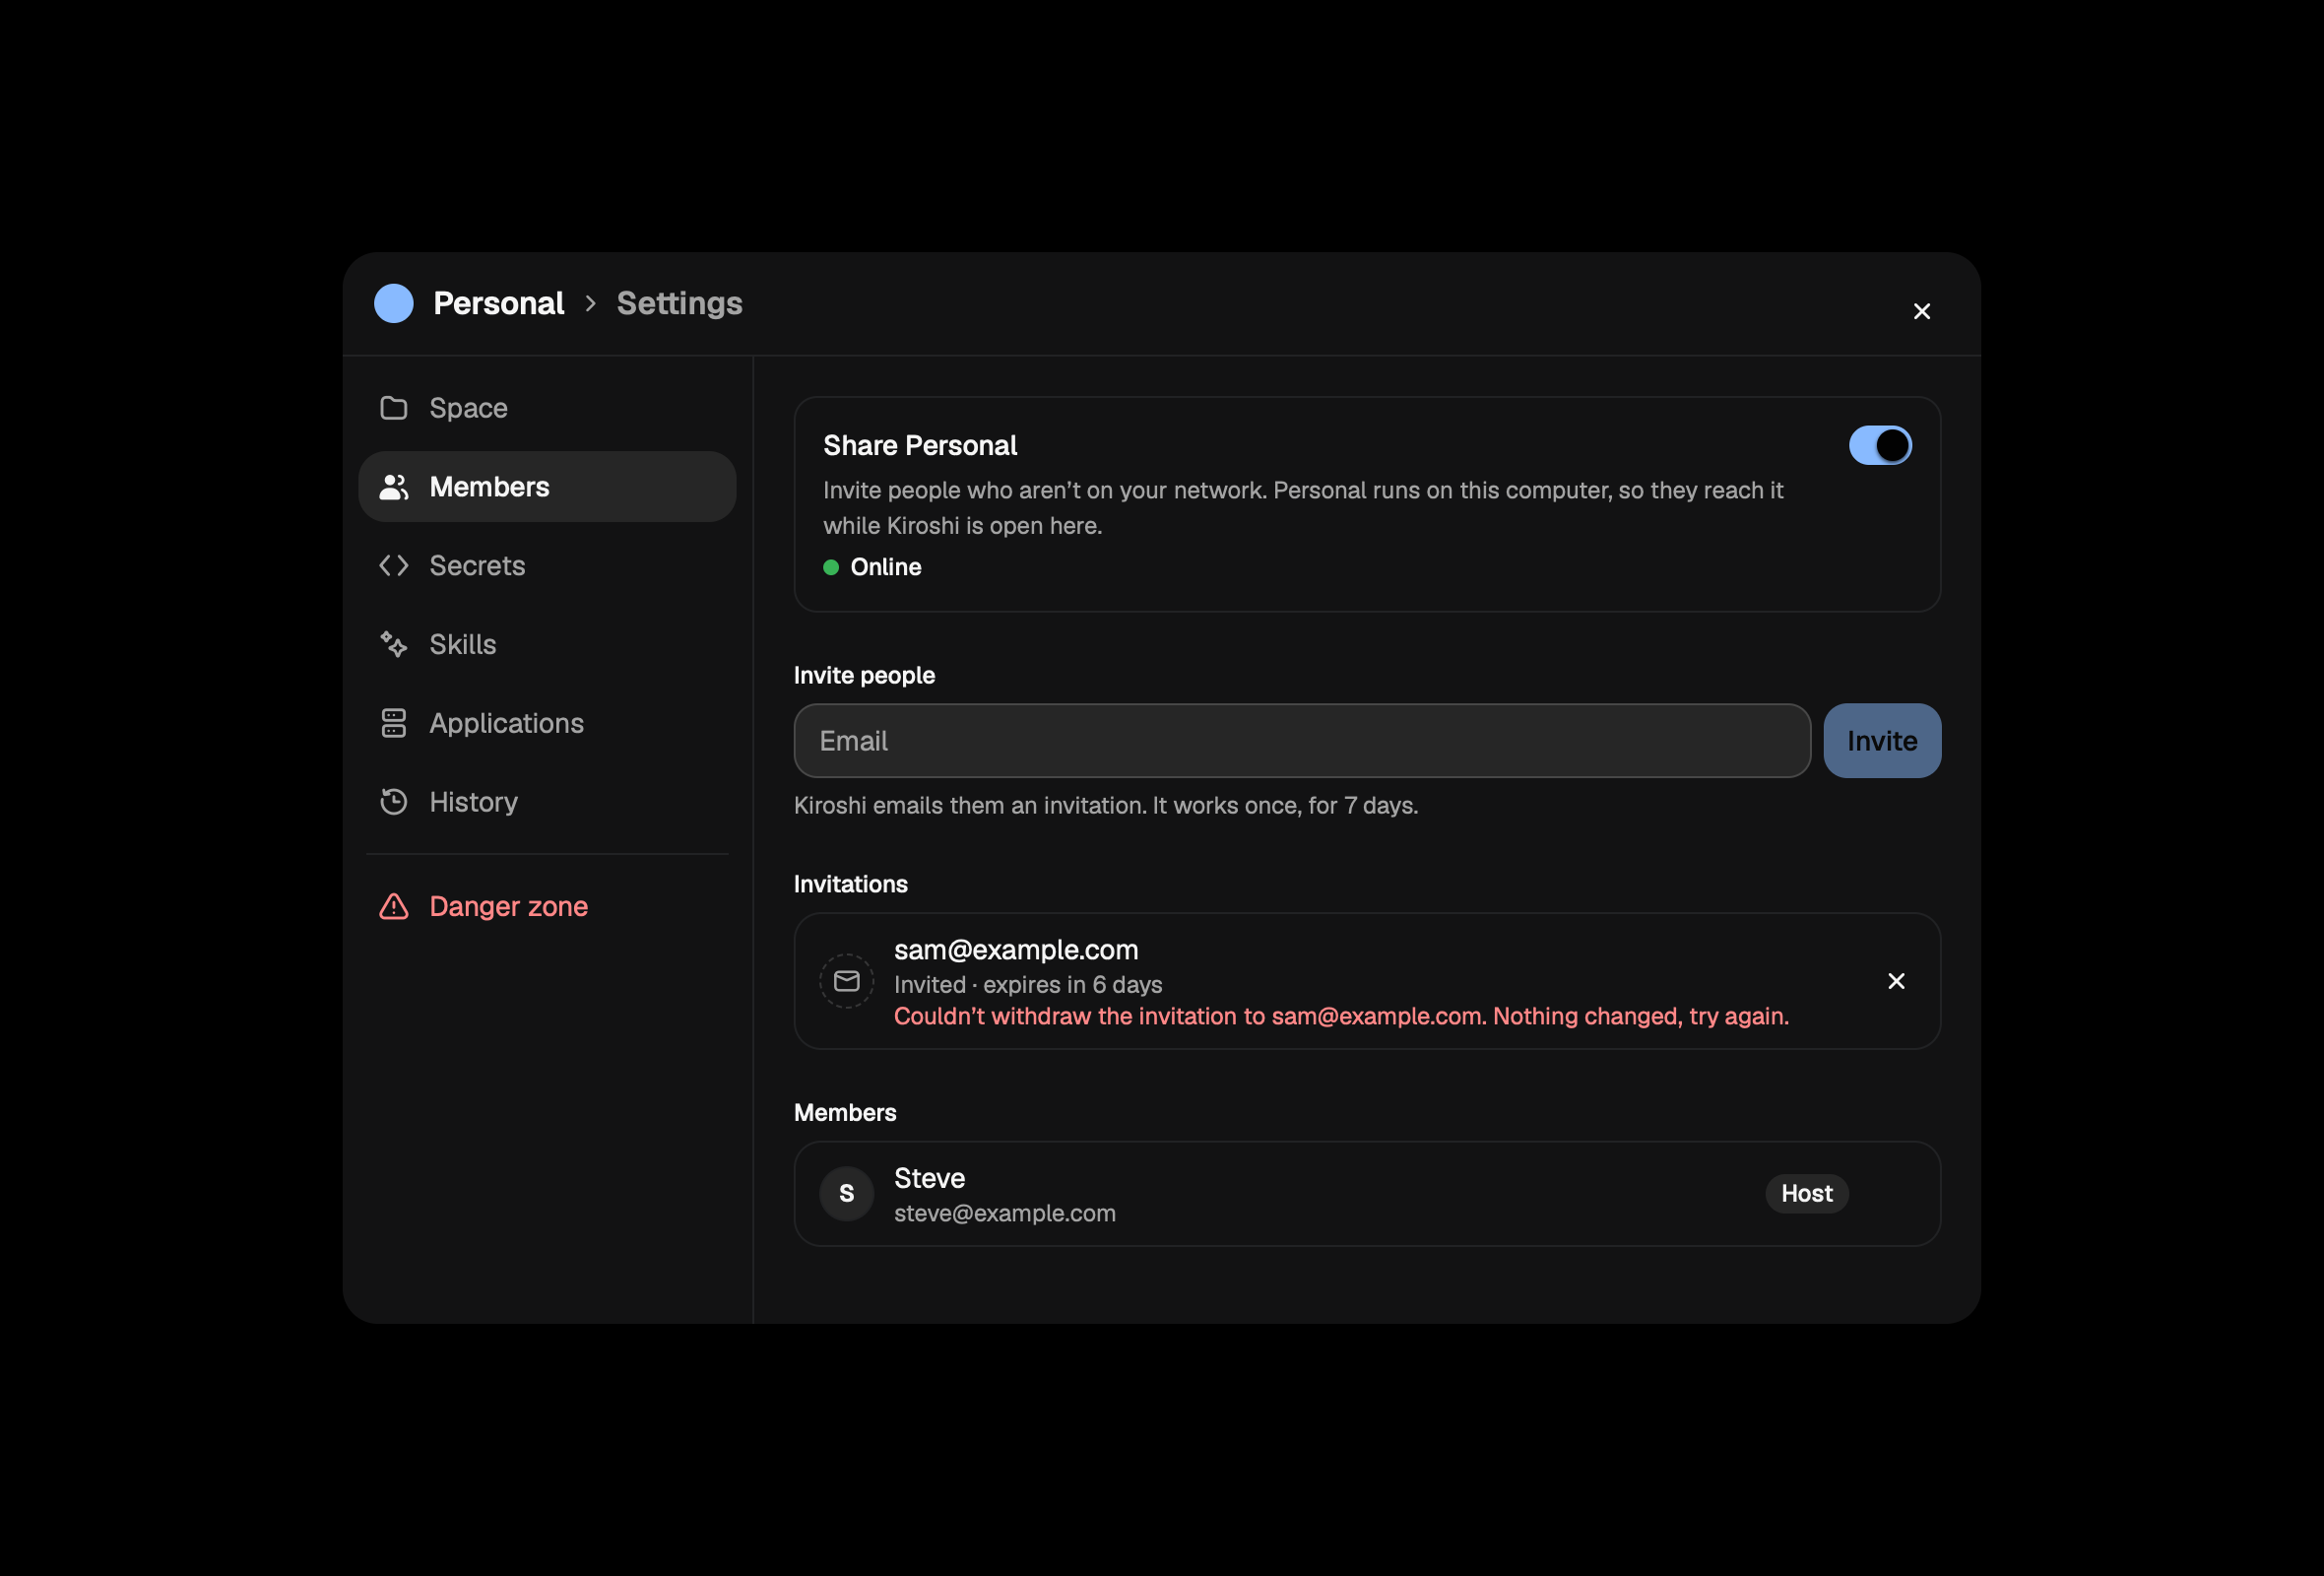 Personal > Settings
Space
Members
Secrets
Skills
Applications
History
Danger zone
Share Personal
Invite people who aren’t on your network. Personal runs on this computer, so they reach it
while Kiroshi is open here.
Online
Invite people
Email
Invite
Kiroshi emails them an invitation. It works once, for 7 days.
Invitations
sam@example.com
Invited · expires in 6 days
Couldn’t withdraw the invitation to sam@example.com. Nothing changed, try again.
Members
S
Steve
steve@example.com
Host